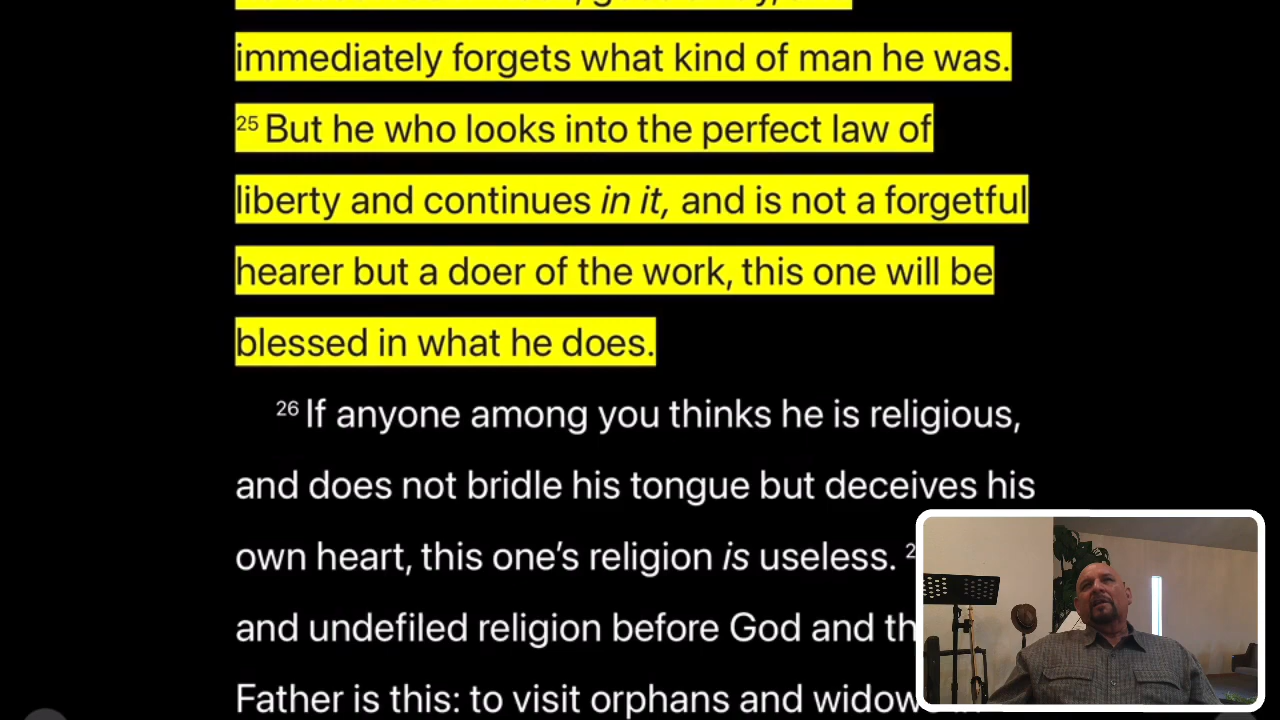 immediately forgets what kind of man he was.
25 But he who looks into the perfect law of
liberty and continues in it, and is not a forgetful
hearer but a doer of the work, this one will be
blessed in what he does.
26 If anyone among you thinks he is religious,
and does not bridle his tongue but deceives his
own heart, this one’s religion is useless.
and undefiled religion before God and
Father is this: to visit orphans and